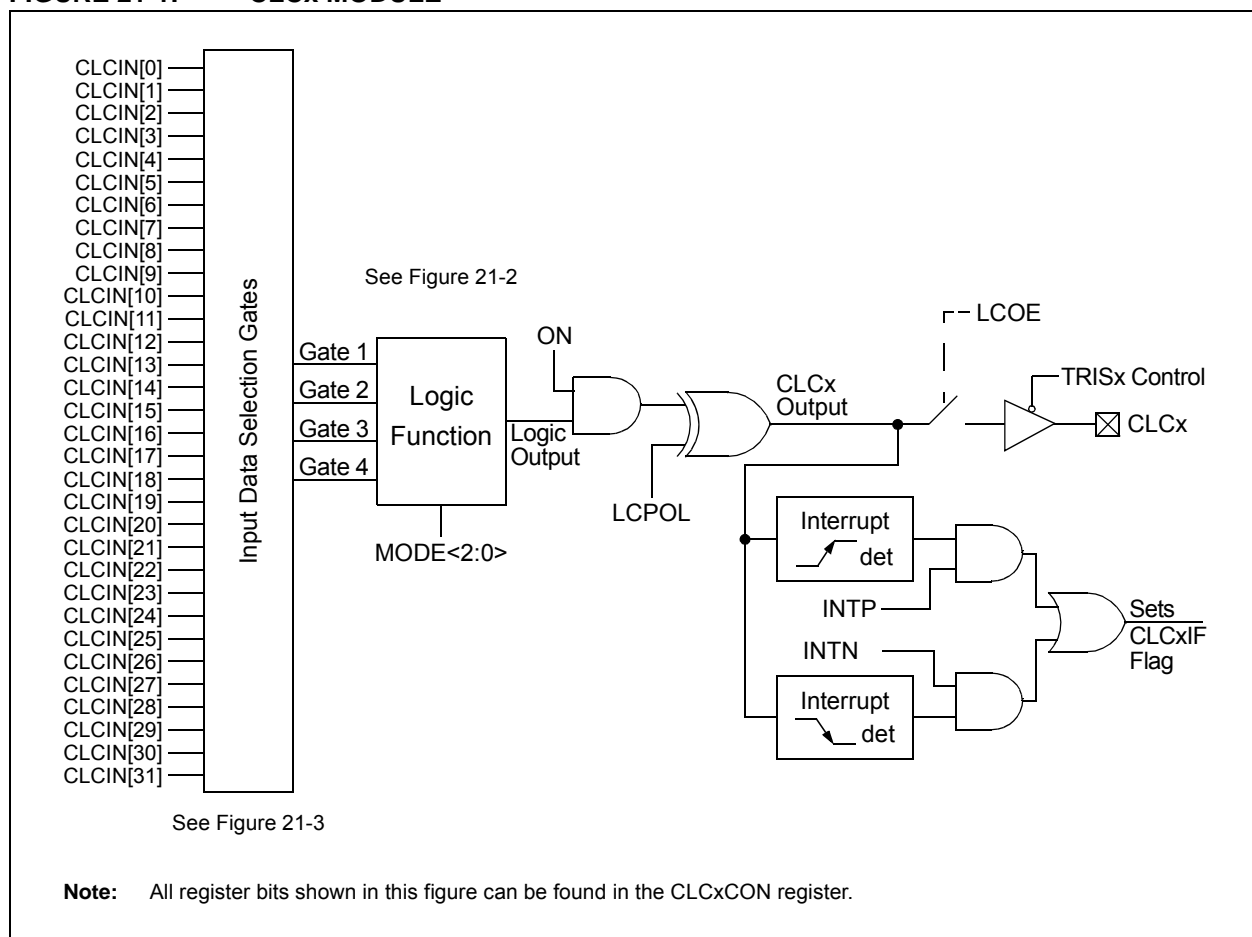 CLCIN[0]
CLCIN[1]
CLCIN[2]
CLCIN[3]
CLCIN[4]
CLCIN[5]
CLCIN[6]
CLCIN[7]
CLCIN[8]
CLCIN[9]
CLCIN[10]
CLCIN[11]
CLCIN[12]
CLCIN[13]
CLCIN[14]
CLCIN[15]
CLCIN[16]
CLCIN[17]
CLCIN[18]
CLCIN[19]
CLCIN[20]
CLCIN[21]
CLCIN[22]
CLCIN[23]
CLCIN[24]
CLCIN[25]
CLCIN[26]
CLCIN[27]
CLCIN[28]
CLCIN[29]
CLCIN[30]
CLCIN[31]
Input Data Selection Gates
See Figure 21-3
See Figure 21-2
Gate 1
Gate 2
Gate 3
Gate 4
Logic
Function
MODE<2:0>
Logic
Output
ON
LCPOL
CLCx
Output
LCOE
TRISx Control
CLCx
Interrupt
det
INTP
INTN
Interrupt
det
Sets
CLCxIF
Flag
Note: All register bits shown in this figure can be found in the CLCxCON register.